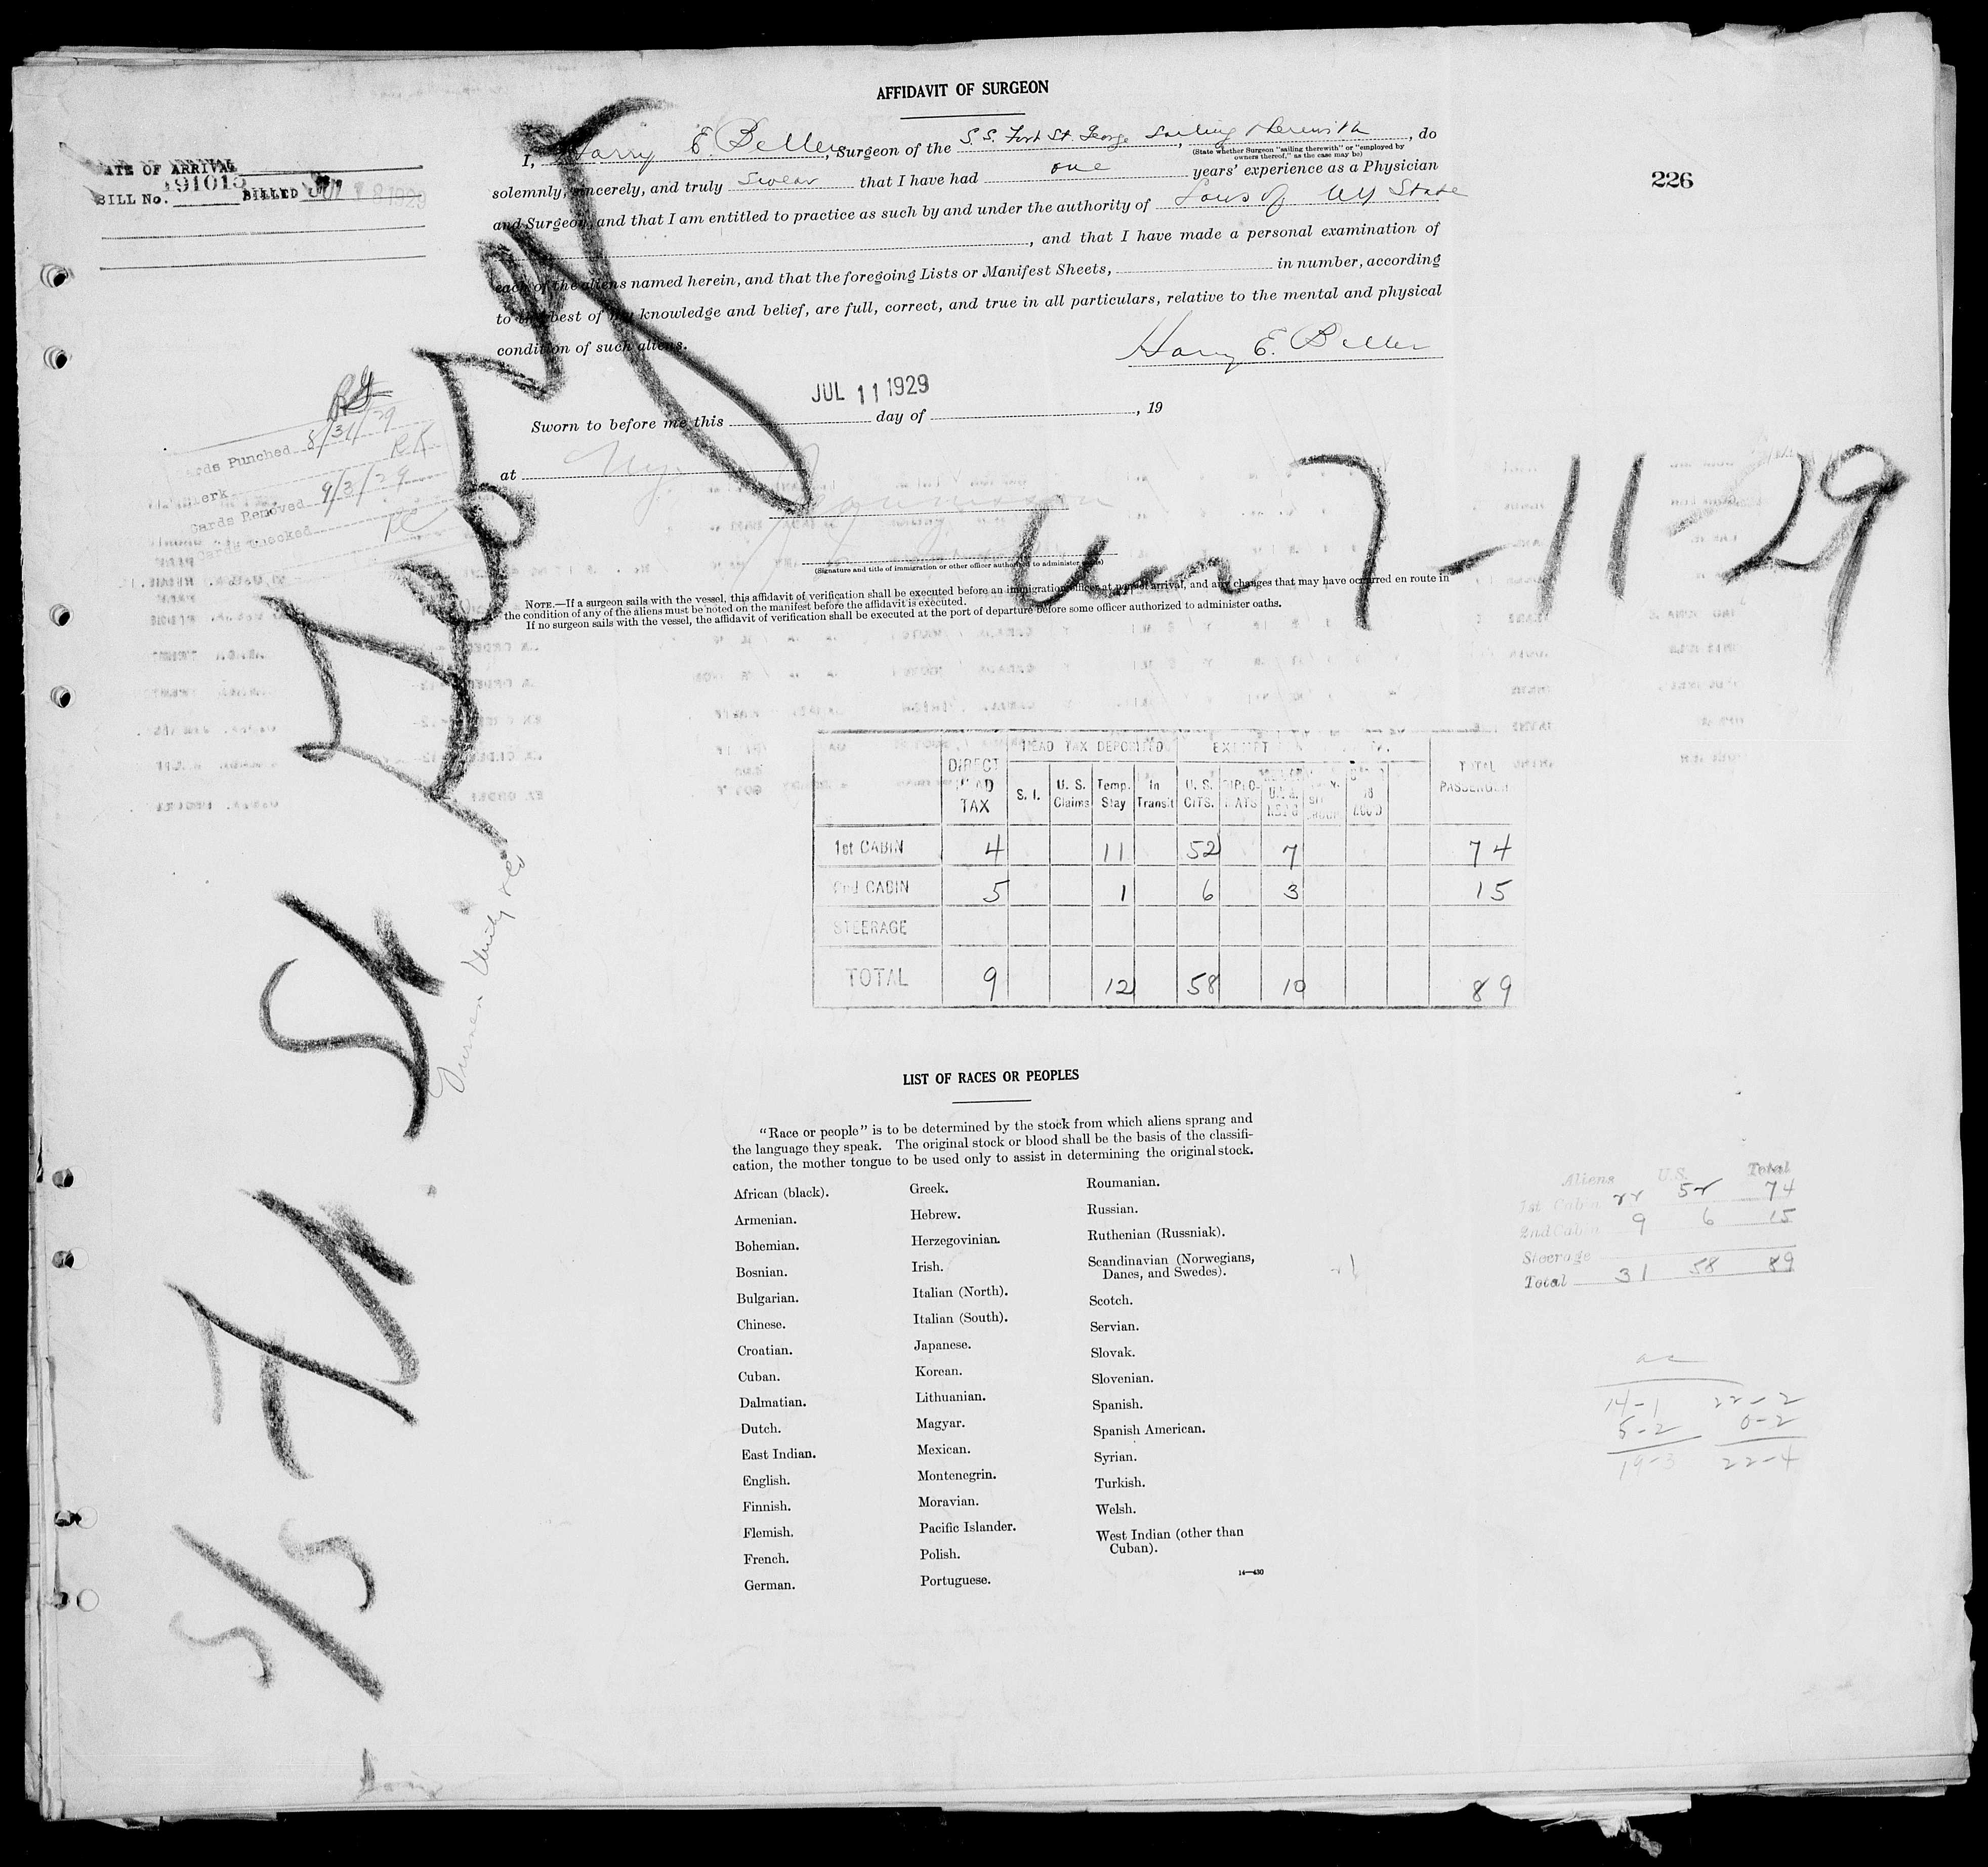 AFFIDAVIT OF SURGEON
I, Harry E. Beller, Surgeon of the S.S. Fort St. George, Sailing therewith, do
(State whether Surgeon "sailing therewith" or "employed by owners thereof," as the case may be)
solemnly, sincerely, and truly swear that I have had one years' experience as a Physician
and Surgeon, and that I am entitled to practice as such by and under the authority of Laws of NY State
, and that I have made a personal examination of
each of the aliens named herein, and that the foregoing Lists or Manifest Sheets, in number, according
to the best of my knowledge and belief, are full, correct, and true in all particulars, relative to the mental and physical
condition of such aliens.
Harry E. Beller
JUL 11 1929
Sworn to before me this day of , 19
at N.Y.
(Signature and title of immigration or other officer authorized to administer oaths)
NOTE.—If a surgeon sails with the vessel, this affidavit of verification shall be executed before an immigration officer at port of arrival, and any changes that may have occurred en route in
the condition of any of the aliens must be noted on the manifest before the affidavit is executed.
If no surgeon sails with the vessel, the affidavit of verification shall be executed at the port of departure before some officer authorized to administer oaths.
DATE OF ARRIVAL
BILL No. 191015 BILLED JUL 18 1929
226
Cards Punched 8/31/29
Clerk R.K.
Cards Removed 9/3/29
Cards Checked
S/S Ft. St. George
7-11-29
HEAD TAX DEPOSITED EXEMPT
DIRECT HEAD TAX S. I. U. S. Claims Temp. Stay In Transit U. S. CITS. DIPLOMATS TOTAL PASSENGERS
1st CABIN 4 11 52 7 74
2nd CABIN 5 1 6 3 15
STEERAGE
TOTAL 9 12 58 10 89
LIST OF RACES OR PEOPLES
"Race or people" is to be determined by the stock from which aliens sprang and
the language they speak. The original stock or blood shall be the basis of the classifi-
cation, the mother tongue to be used only to assist in determining the original stock.
African (black).
Armenian.
Bohemian.
Bosnian.
Bulgarian.
Chinese.
Croatian.
Cuban.
Dalmatian.
Dutch.
East Indian.
English.
Finnish.
Flemish.
French.
German.
Greek.
Hebrew.
Herzegovinian.
Irish.
Italian (North).
Italian (South).
Japanese.
Korean.
Lithuanian.
Magyar.
Mexican.
Montenegrin.
Moravian.
Pacific Islander.
Polish.
Portuguese.
Roumanian.
Russian.
Ruthenian (Russniak).
Scandinavian (Norwegians,
Danes, and Swedes).
Scotch.
Servian.
Slovak.
Slovenian.
Spanish.
Spanish American.
Syrian.
Turkish.
Welsh.
West Indian (other than
Cuban).
14—430
Aliens U.S. Total
1st Cabin 22 52 74
2nd Cabin 9 6 15
Steerage
Total 31 58 89
14-1 22-2
5-2 0-2
19-3 22-4